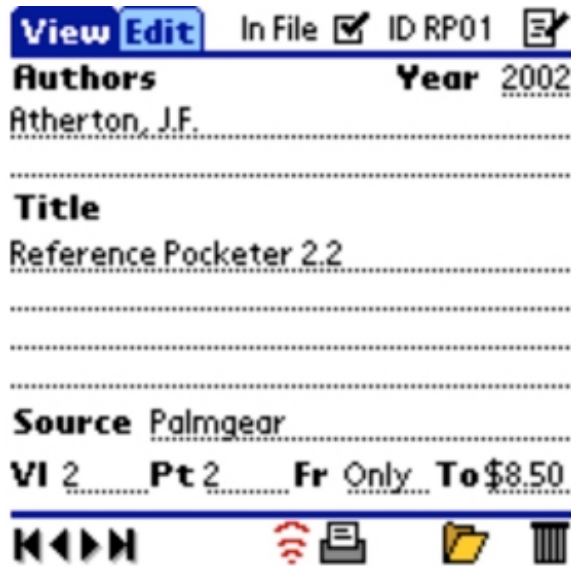 View Edit In File ID RP01
Authors Year 2002
Atherton, J.F.
Title
Reference Pocketer 2.2
Source Palmgear
Vl 2 Pt 2 Fr Only To $8.50